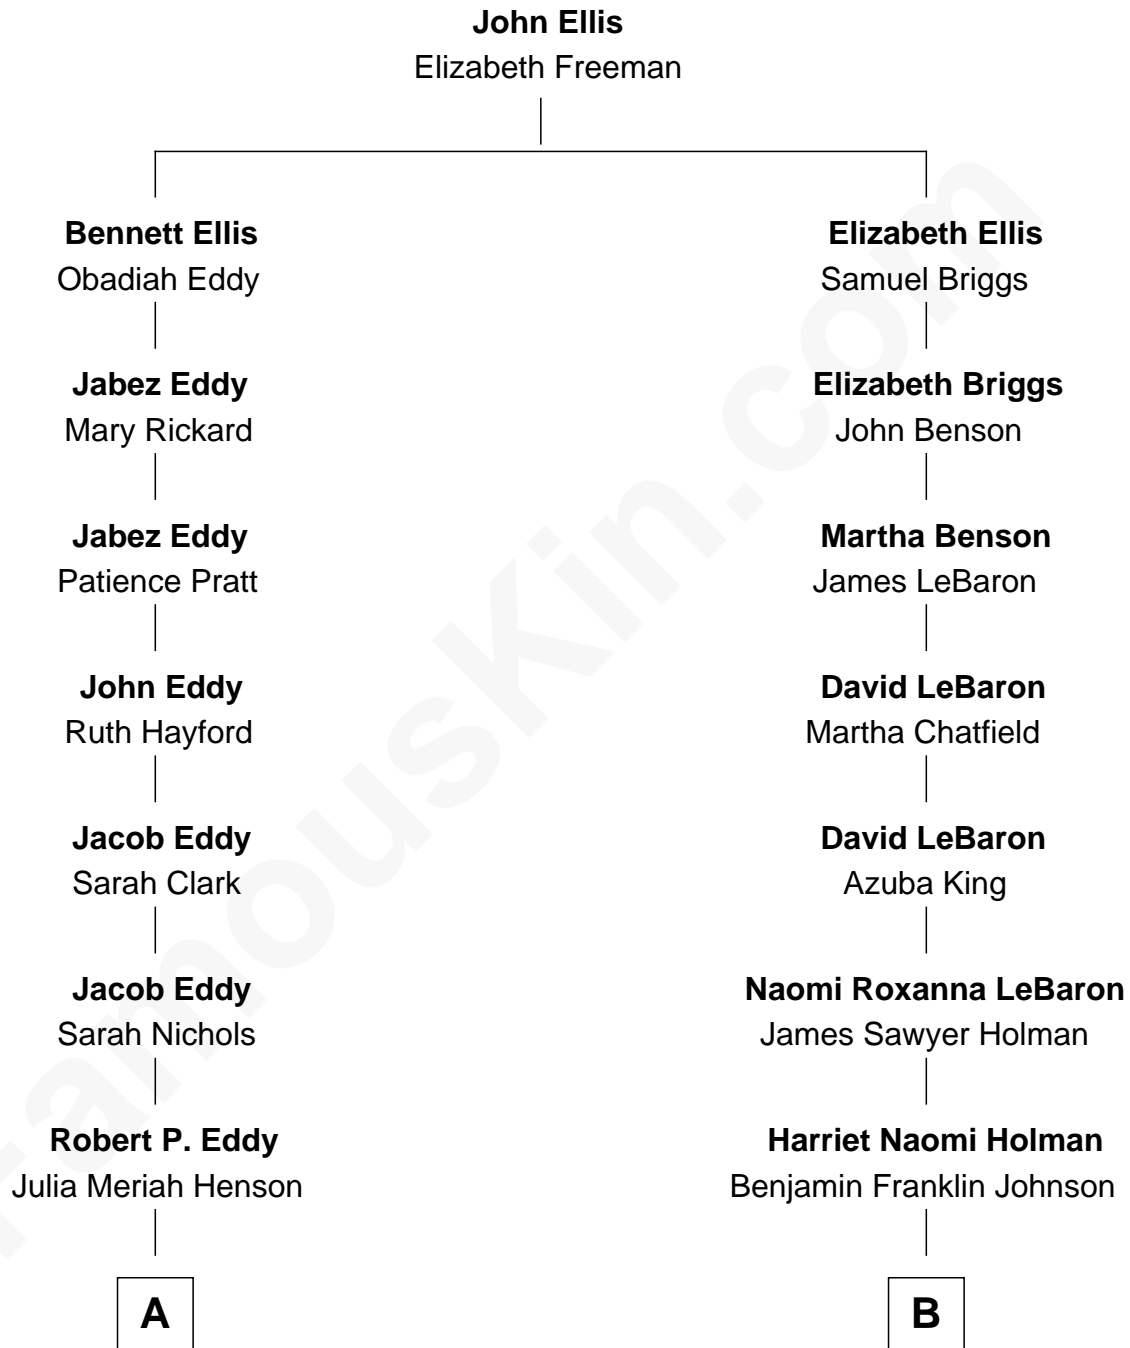 John Ellis
Elizabeth Freeman
Bennett Ellis
Obadiah Eddy
Jabez Eddy
Mary Rickard
Jabez Eddy
Patience Pratt
John Eddy
Ruth Hayford
Jacob Eddy
Sarah Clark
Jacob Eddy
Sarah Nichols
Robert P. Eddy
Julia Meriah Henson
A
Elizabeth Ellis
Samuel Briggs
Elizabeth Briggs
John Benson
Martha Benson
James LeBaron
David LeBaron
Martha Chatfield
David LeBaron
Azuba King
Naomi Roxanna LeBaron
James Sawyer Holman
Harriet Naomi Holman
Benjamin Franklin Johnson
B
FamousKin.com